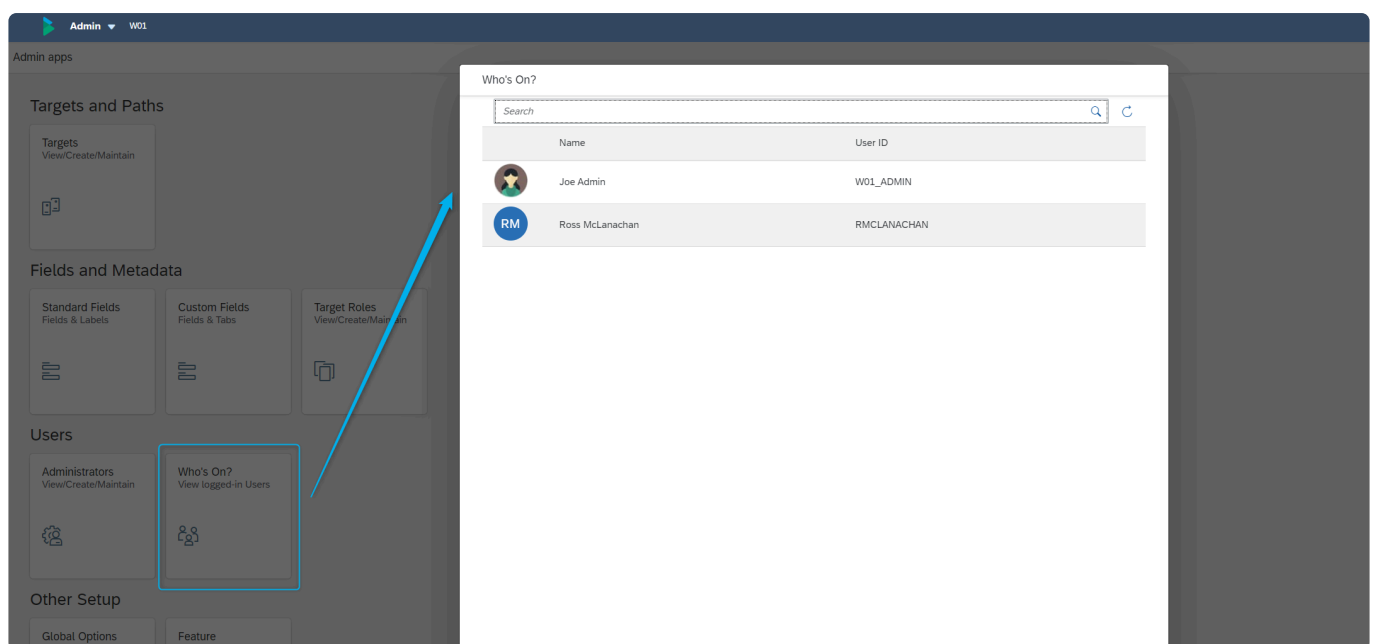 Admin W01
Admin apps
Targets and Paths
Targets
View/Create/Maintain
Fields and Metadata
Standard Fields
Fields & Labels
Custom Fields
Fields & Tabs
Target Roles
View/Create/Maintain
Users
Administrators
View/Create/Maintain
Who's On?
View logged-in Users
Other Setup
Global Options
Feature
Who's On?
Search
Name User ID
Joe Admin W01_ADMIN
RM Ross McLanachan RMCLANACHAN